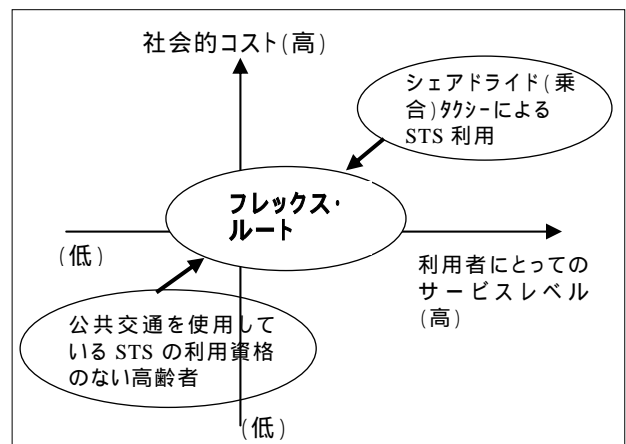 社会的コスト(高)
シェアドライド(乗
合)ﾀｸｼｰによる
STS 利用
フレックス・
ルート
(低)
利用者にとっての
サービスレベル
(高)
公共交通を使用して
いる STS の利用資格
のない高齢者
(低)